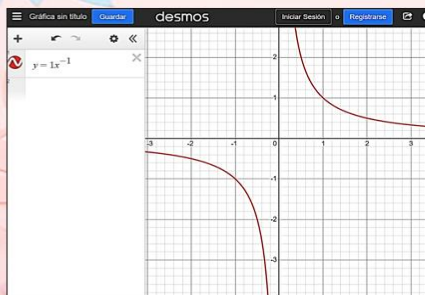 Gráfica sin título Guardar desmos Iniciar Sesión o Registrarse
y = 1x⁻¹
2
1
-3 -2 -1 0 1 2 3
-1
-2
-3